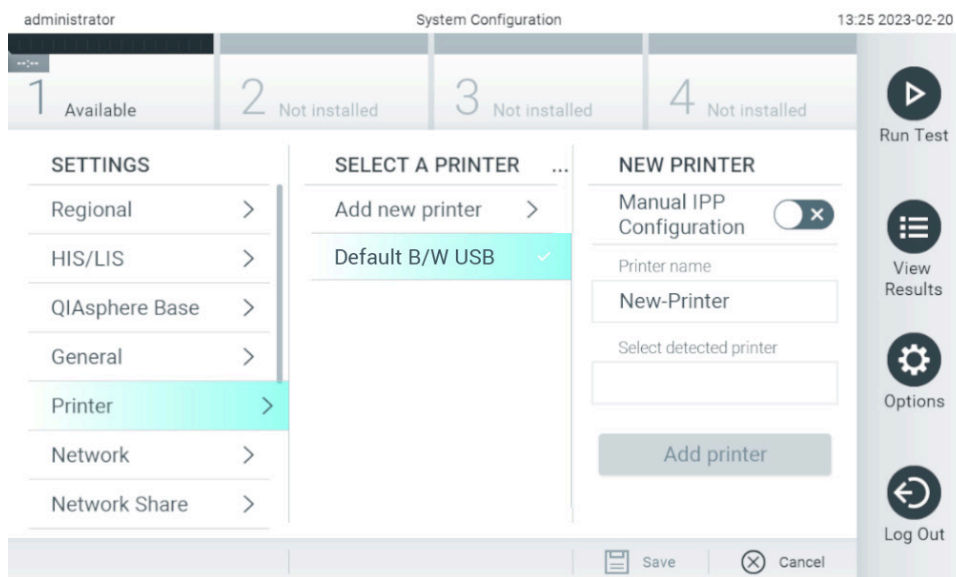 administrator System Configuration 13:25 2023-02-20
--:--
1 Available 2 Not installed 3 Not installed 4 Not installed
Run Test
SETTINGS SELECT A PRINTER ... NEW PRINTER
Regional Add new printer Manual IPP
Configuration
HIS/LIS Default B/W USB Printer name
View
Results
QIAsphere Base New-Printer
General Select detected printer
Printer Options
Network Add printer
Network Share
Log Out
Save Cancel